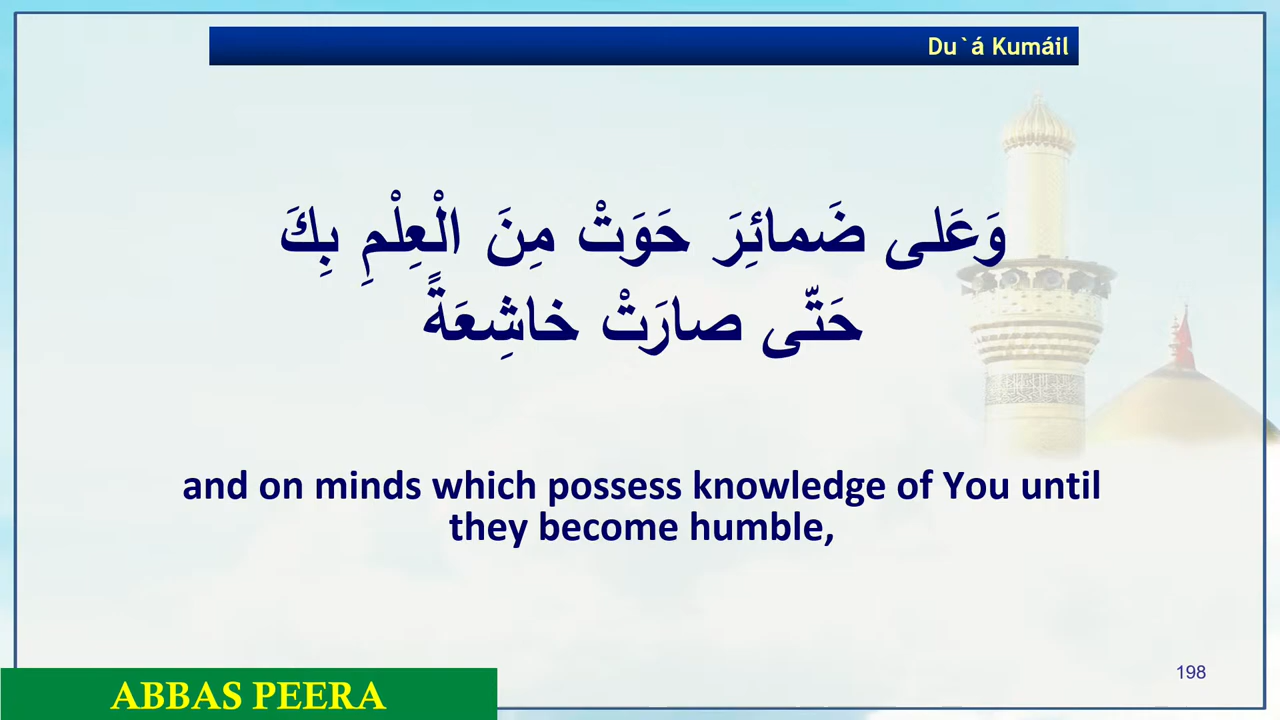 Du`á Kumáil
وَعَلى ضَمائِرَ حَوَتْ مِنَ الْعِلْمِ بِكَ
حَتّى صارَتْ خاشِعَةً
and on minds which possess knowledge of You until
they become humble,
198
ABBAS PEERA